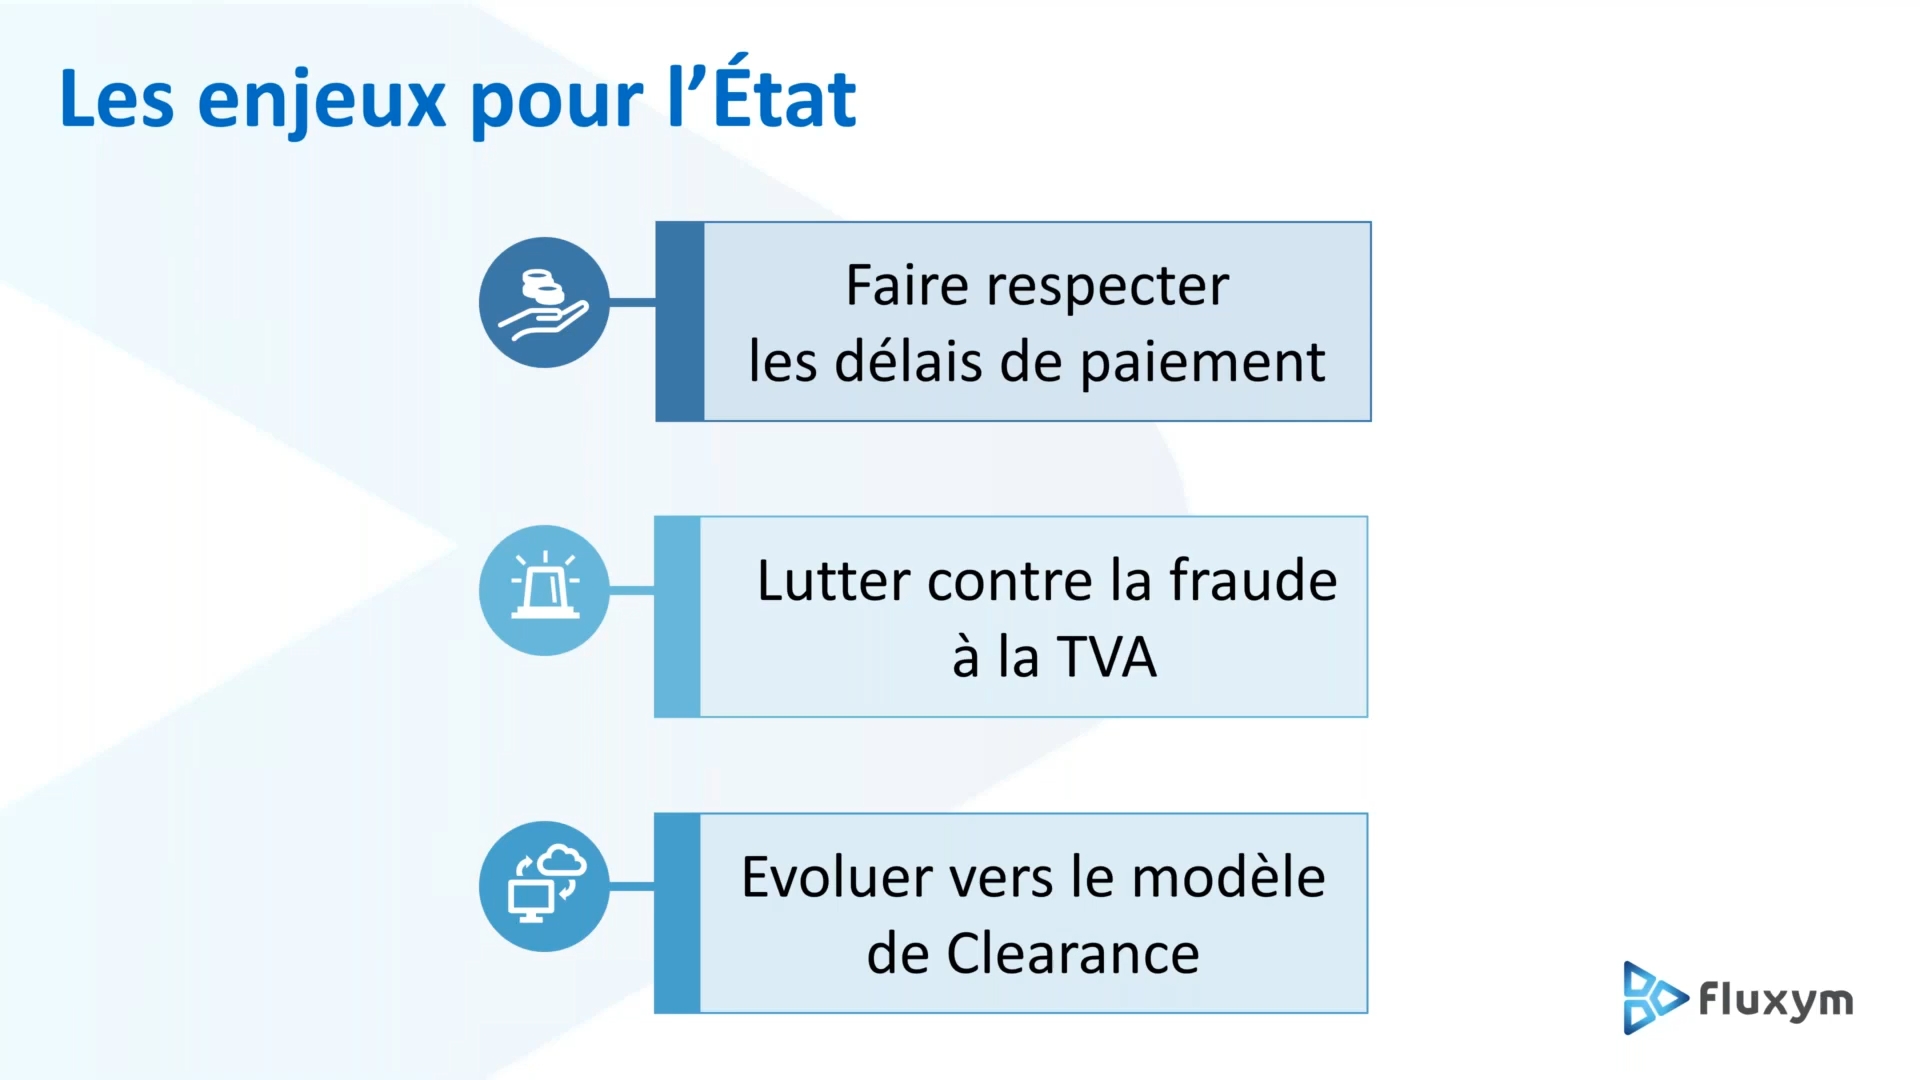 Les enjeux pour l’État
Faire respecter
les délais de paiement
Lutter contre la fraude
à la TVA
Evoluer vers le modèle
de Clearance
fluxym